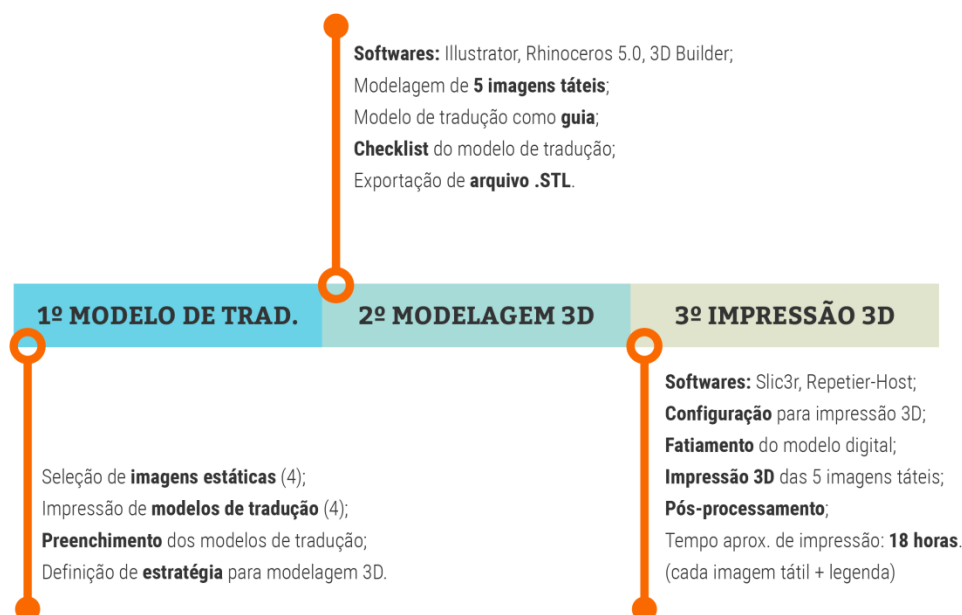 Softwares: Illustrator, Rhinoceros 5.0, 3D Builder;
Modelagem de 5 imagens táteis;
Modelo de tradução como guia;
Checklist do modelo de tradução;
Exportação de arquivo .STL.
1º MODELO DE TRAD.
2º MODELAGEM 3D
3º IMPRESSÃO 3D
Seleção de imagens estáticas (4);
Impressão de modelos de tradução (4);
Preenchimento dos modelos de tradução;
Definição de estratégia para modelagem 3D.
Softwares: Slic3r, Repetier-Host;
Configuração para impressão 3D;
Fatiamento do modelo digital;
Impressão 3D das 5 imagens táteis;
Pós-processamento;
Tempo aprox. de impressão: 18 horas.
(cada imagem tátil + legenda)